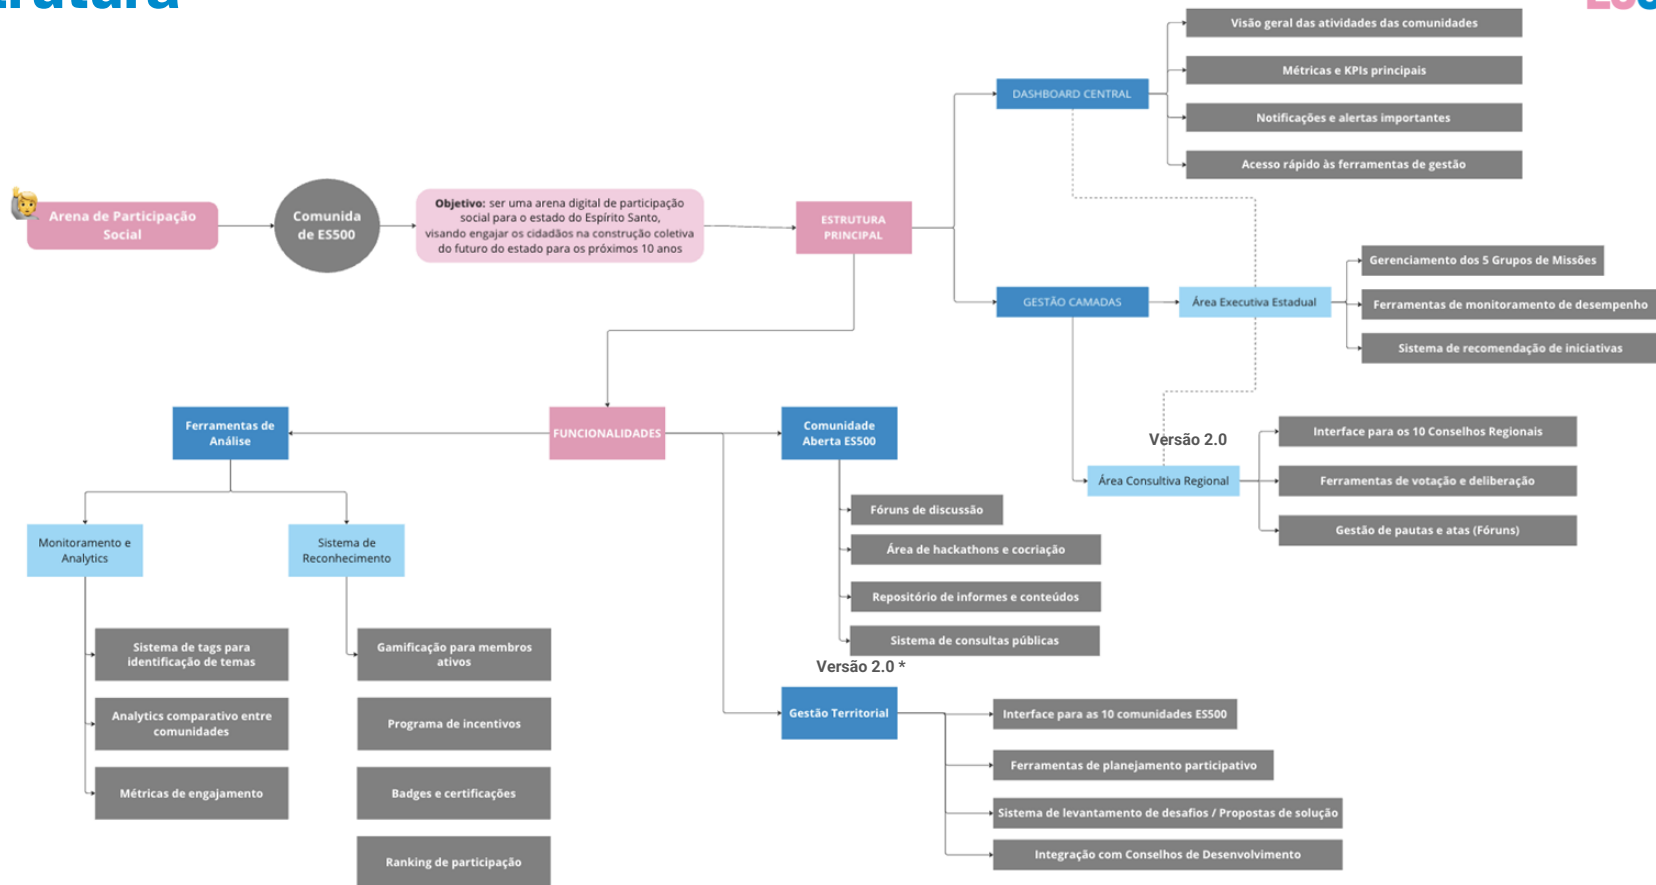 Visão geral das atividades das comunidades
Métricas e KPIs principais
DASHBOARD CENTRAL
Notificações e alertas importantes
Acesso rápido às ferramentas de gestão
Arena de Participação
Social
Comunida
de ES500
Objetivo: ser uma arena digital de participação
social para o estado do Espírito Santo,
visando engajar os cidadãos na construção coletiva
do futuro do estado para os próximos 10 anos
ESTRUTURA
PRINCIPAL
GESTÃO CAMADAS
Área Executiva Estadual
Gerenciamento dos 5 Grupos de Missões
Ferramentas de monitoramento de desempenho
Sistema de recomendação de iniciativas
Ferramentas de
Análise
FUNCIONALIDADES
Comunidade
Aberta ES500
Versão 2.0
Área Consultiva Regional
Interface para os 10 Conselhos Regionais
Ferramentas de votação e deliberação
Gestão de pautas e atas (Fóruns)
Monitoramento e
Analytics
Sistema de
Reconhecimento
Fóruns de discussão
Área de hackathons e cocriação
Repositório de informes e conteúdos
Sistema de consultas públicas
Sistema de tags para
identificação de temas
Analytics comparativo entre
comunidades
Métricas de engajamento
Gamificação para membros
ativos
Programa de incentivos
Badges e certificações
Ranking de participação
Versão 2.0 *
Gestão Territorial
Interface para as 10 comunidades ES500
Ferramentas de planejamento participativo
Sistema de levantamento de desafios / Propostas de solução
Integração com Conselhos de Desenvolvimento